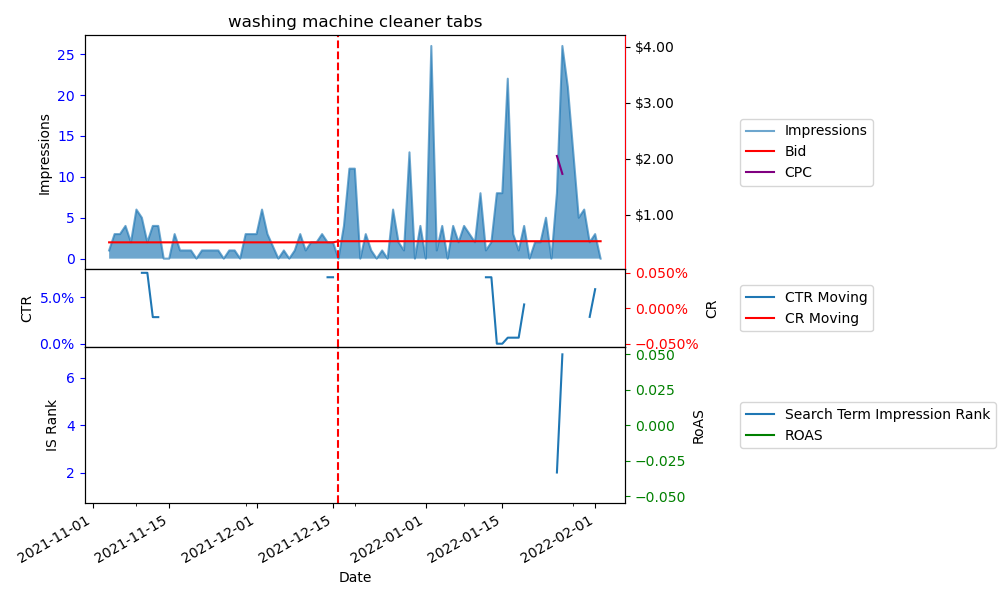 washing machine cleaner tabs
Impressions
25
20
15
10
5
0
$4.00
$3.00
$2.00
$1.00
Impressions
Bid
CPC
CTR
5.0%
0.0%
0.050%
0.000%
−0.050%
CR
CTR Moving
CR Moving
IS Rank
6
4
2
0.050
0.025
0.000
−0.025
−0.050
RoAS
Search Term Impression Rank
ROAS
2021-11-01
2021-11-15
2021-12-01
2021-12-15
2022-01-01
2022-01-15
2022-02-01
Date